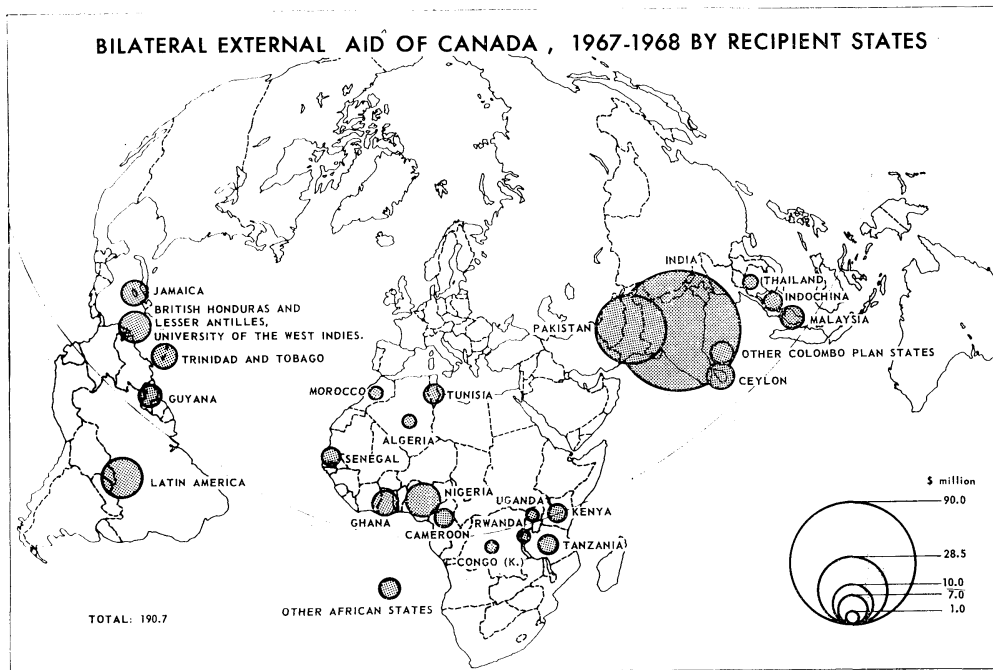 BILATERAL EXTERNAL AID OF CANADA, 1967-1968 BY RECIPIENT STATES
JAMAICA
BRITISH HONDURAS AND
LESSER ANTILLES,
UNIVERSITY OF THE WEST INDIES.
TRINIDAD AND TOBAGO
GUYANA
LATIN AMERICA
INDIA
PAKISTAN
THAILAND
INDOCHINA
MALAYSIA
OTHER COLOMBO PLAN STATES
CEYLON
MOROCCO
TUNISIA
ALGERIA
SENEGAL
NIGERIA
GHANA
CAMEROON
UGANDA
KENYA
RWANDA
TANZANIA
CONGO (K.)
OTHER AFRICAN STATES
TOTAL: 190.7
$ million
90.0
28.5
10.0
7.0
1.0